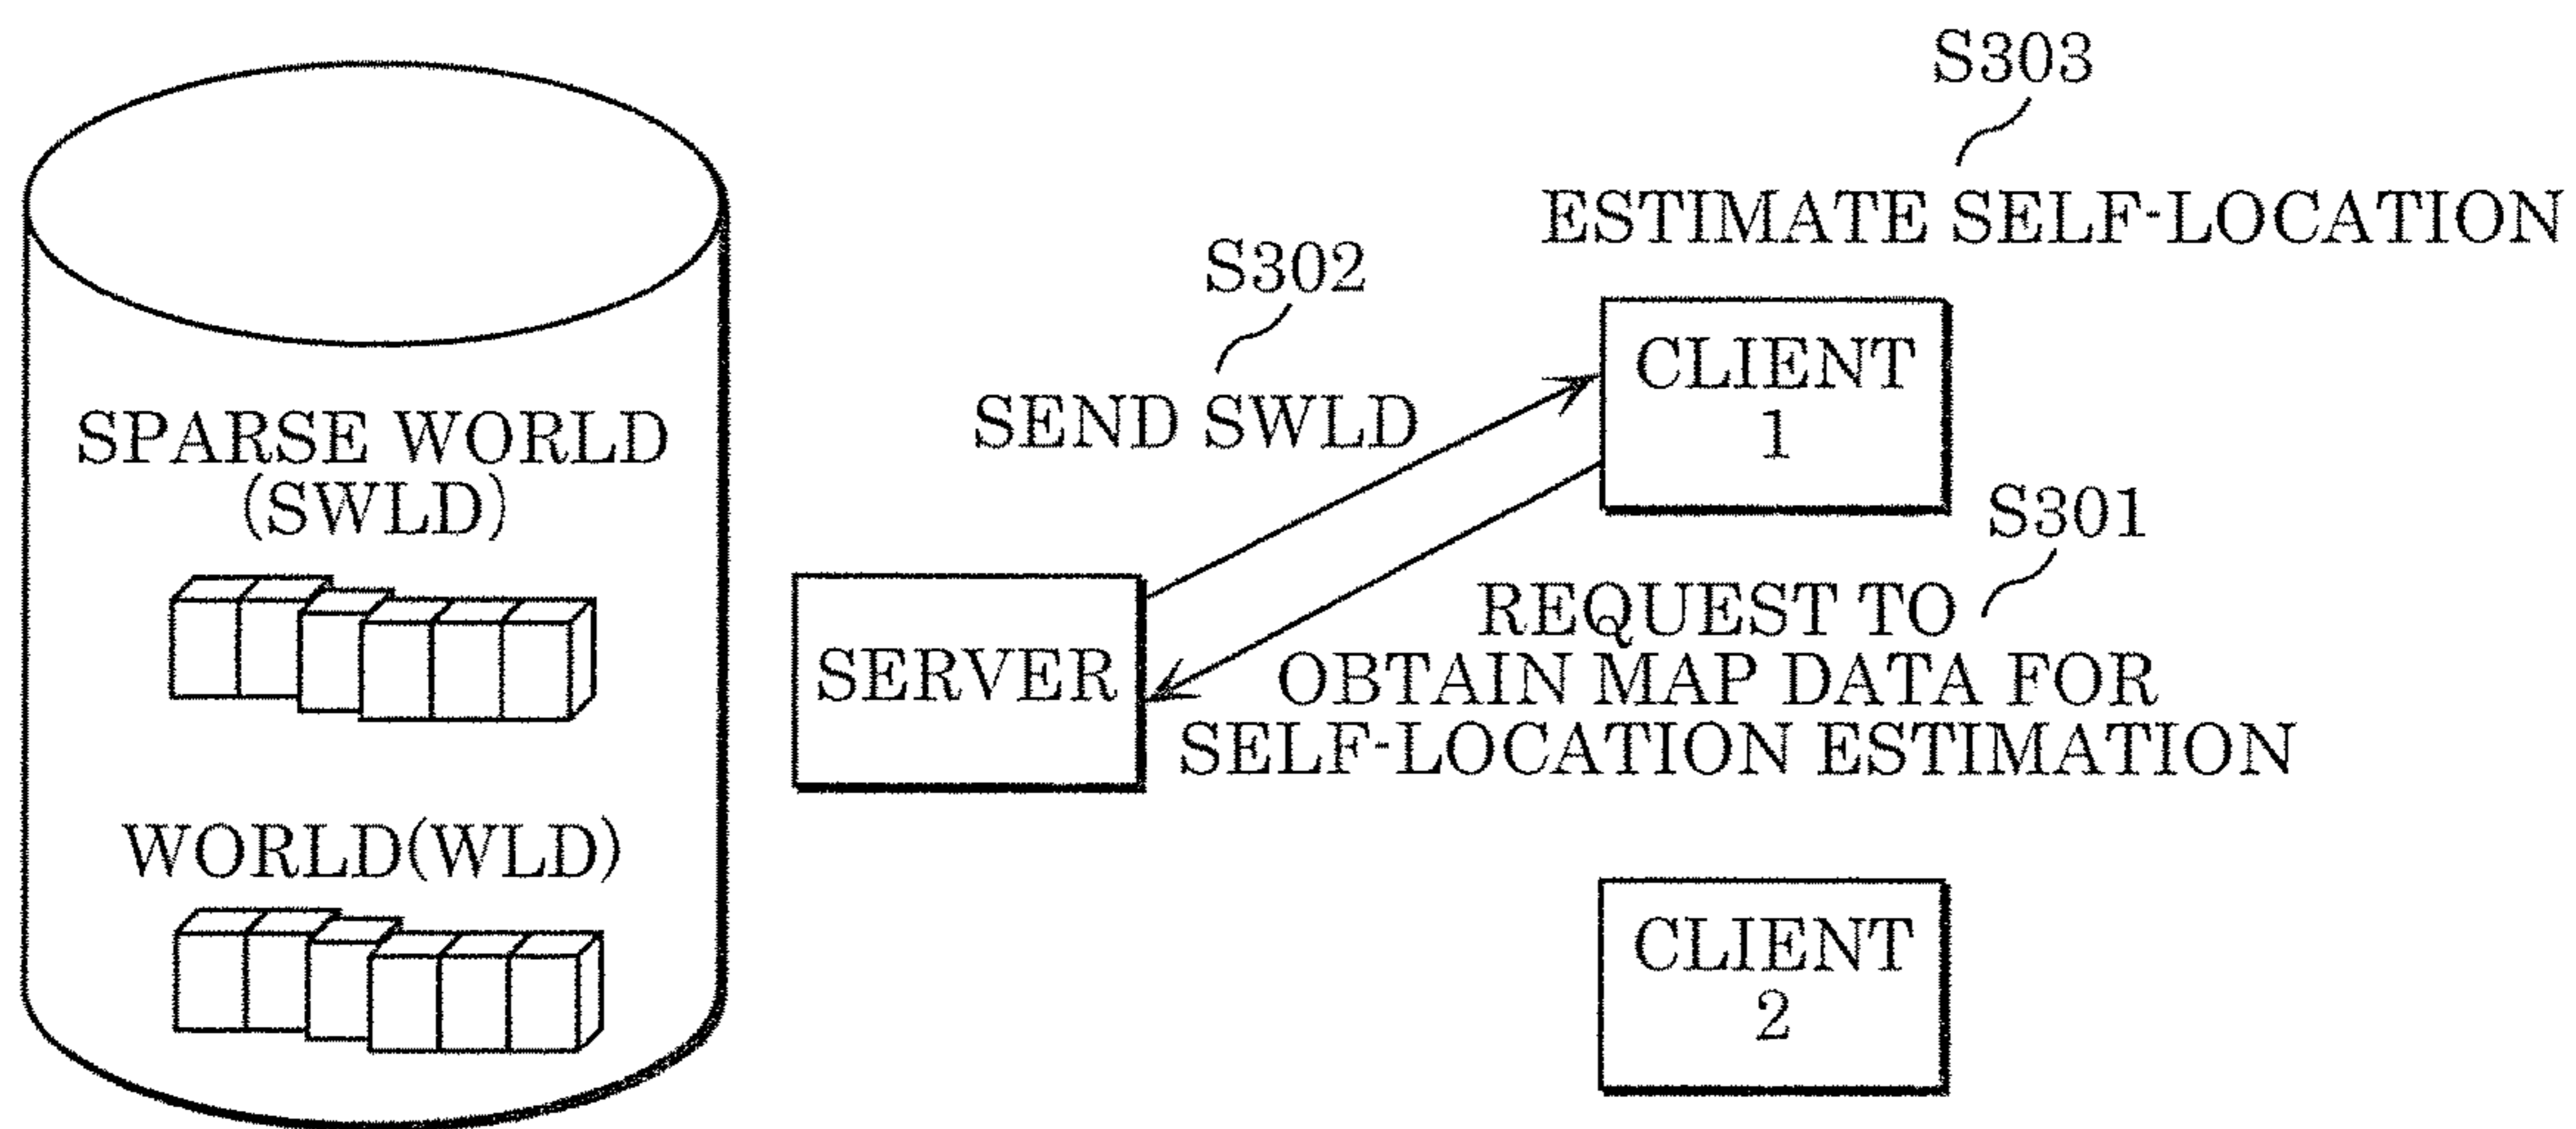 S303
ESTIMATE SELF-LOCATION
S302
SEND SWLD
CLIENT
1
SPARSE WORLD
(SWLD)
S301
REQUEST TO
OBTAIN MAP DATA FOR
SELF-LOCATION ESTIMATION
SERVER
WORLD(WLD)
CLIENT
2